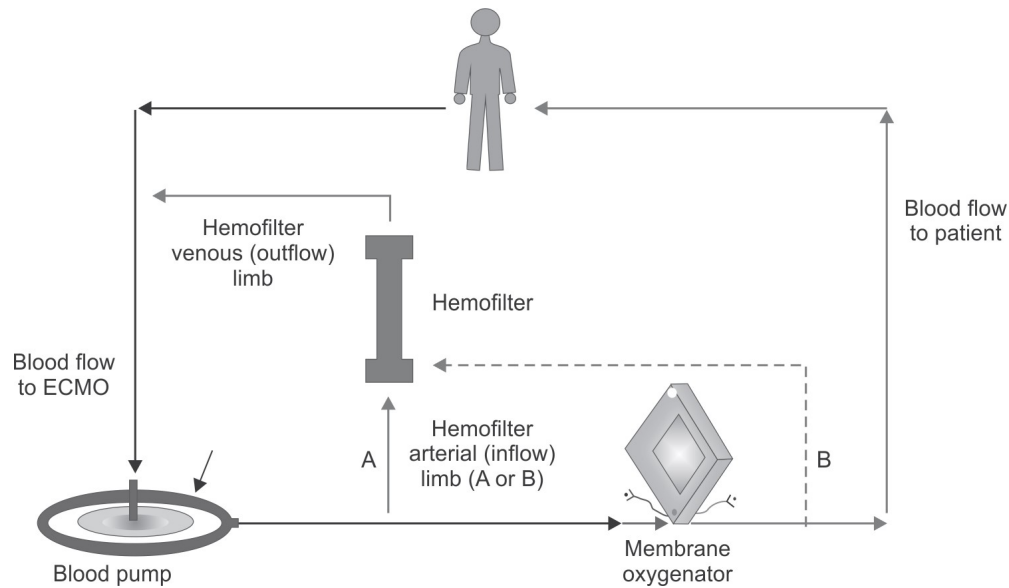 Blood flow
to patient
Hemofilter
venous (outflow)
limb
Hemofilter
Blood flow
to ECMO
A
Hemofilter
arterial (inflow)
limb (A or B)
B
Blood pump
Membrane
oxygenator